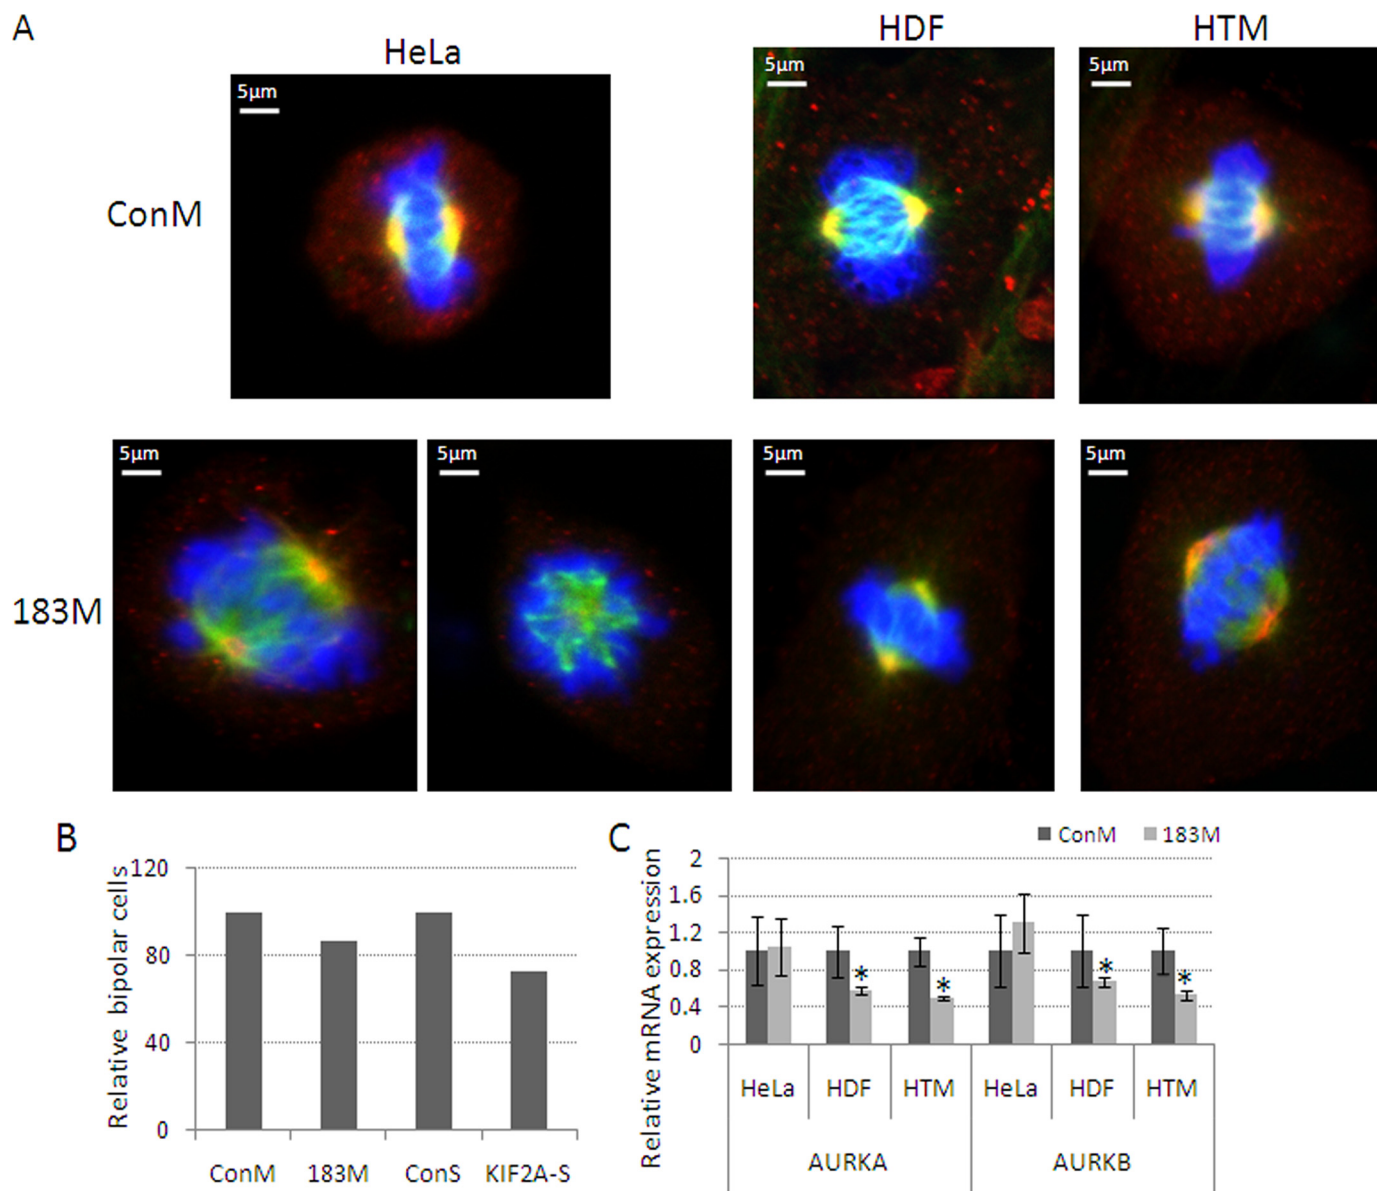 A
HeLa
HDF
HTM
5µm
5µm
5µm
ConM
5µm
5µm
5µm
5µm
183M
B
Relative bipolar cells
120
80
40
0
ConM
183M
ConS
KIF2A-S
C
ConM
183M
Relative mRNA expression
2
1.6
1.2
0.8
0.4
0
*
*
*
*
HeLa
HDF
HTM
HeLa
HDF
HTM
AURKA
AURKB